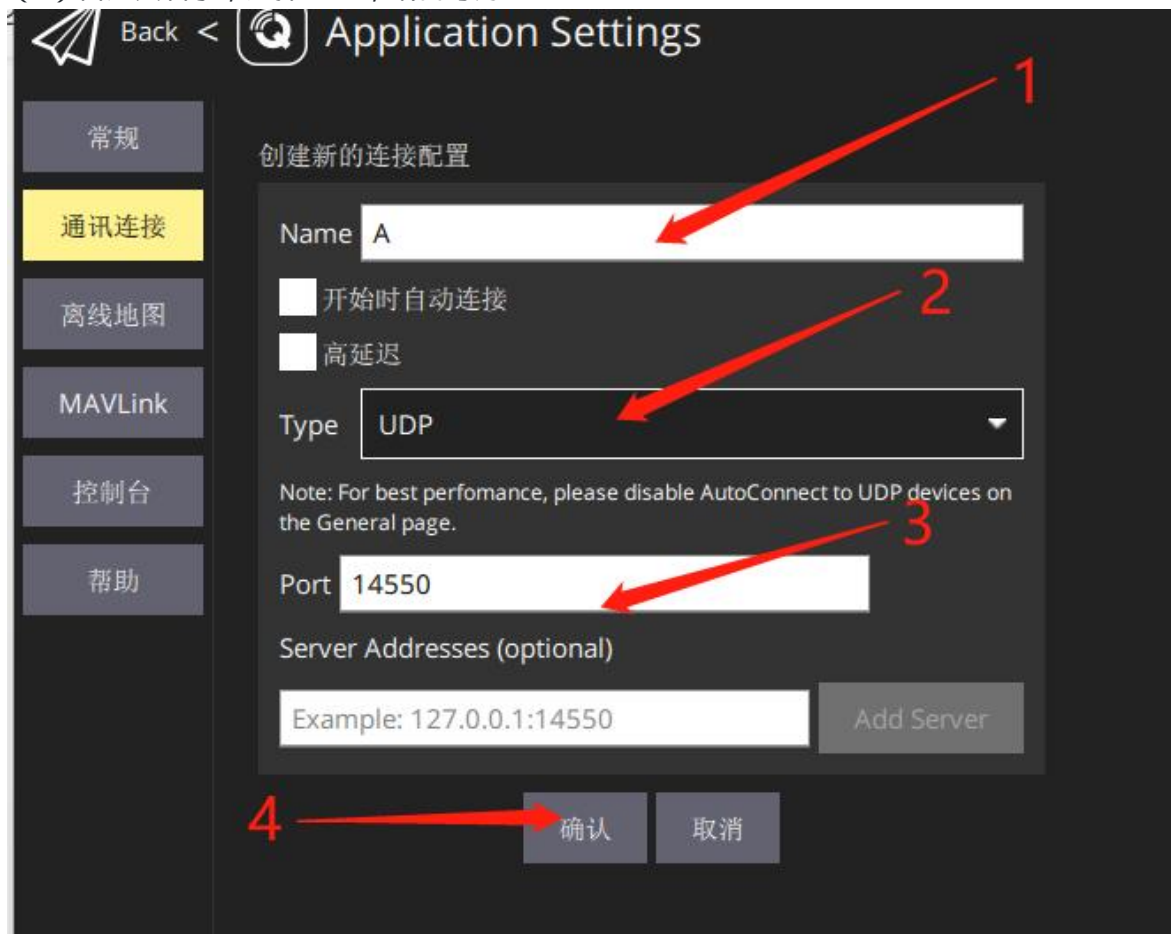 Back < Application Settings
1
常规
创建新的连接配置
通讯连接
Name A
开始时自动连接
2
离线地图
高延迟
MAVLink
Type UDP
控制台
Note: For best perfomance, please disable AutoConnect to UDP devices on
the General page.
3
帮助
Port 14550
Server Addresses (optional)
Example: 127.0.0.1:14550 Add Server
4
确认 取消